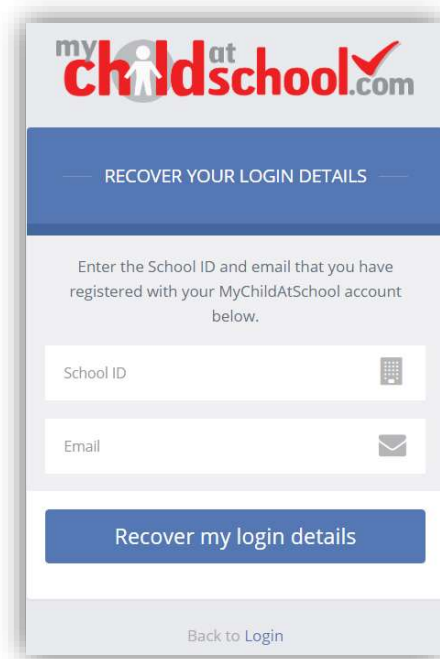 my child at school.com
RECOVER YOUR LOGIN DETAILS
Enter the School ID and email that you have
registered with your MyChildAtSchool account
below.
School ID
Email
Recover my login details
Back to Login